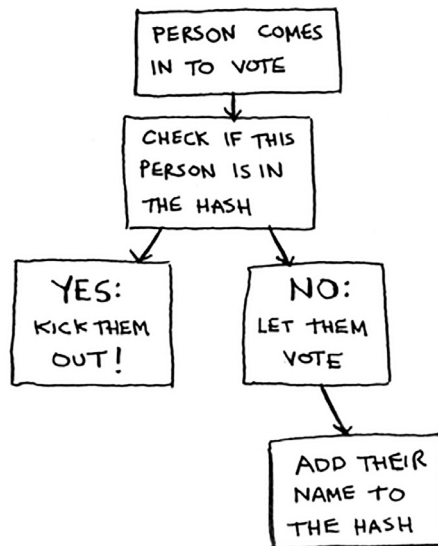 PERSON COMES
IN TO VOTE
CHECK IF THIS
PERSON IS IN
THE HASH
YES:
KICK THEM
OUT!
NO:
LET THEM
VOTE
ADD THEIR
NAME TO
THE HASH